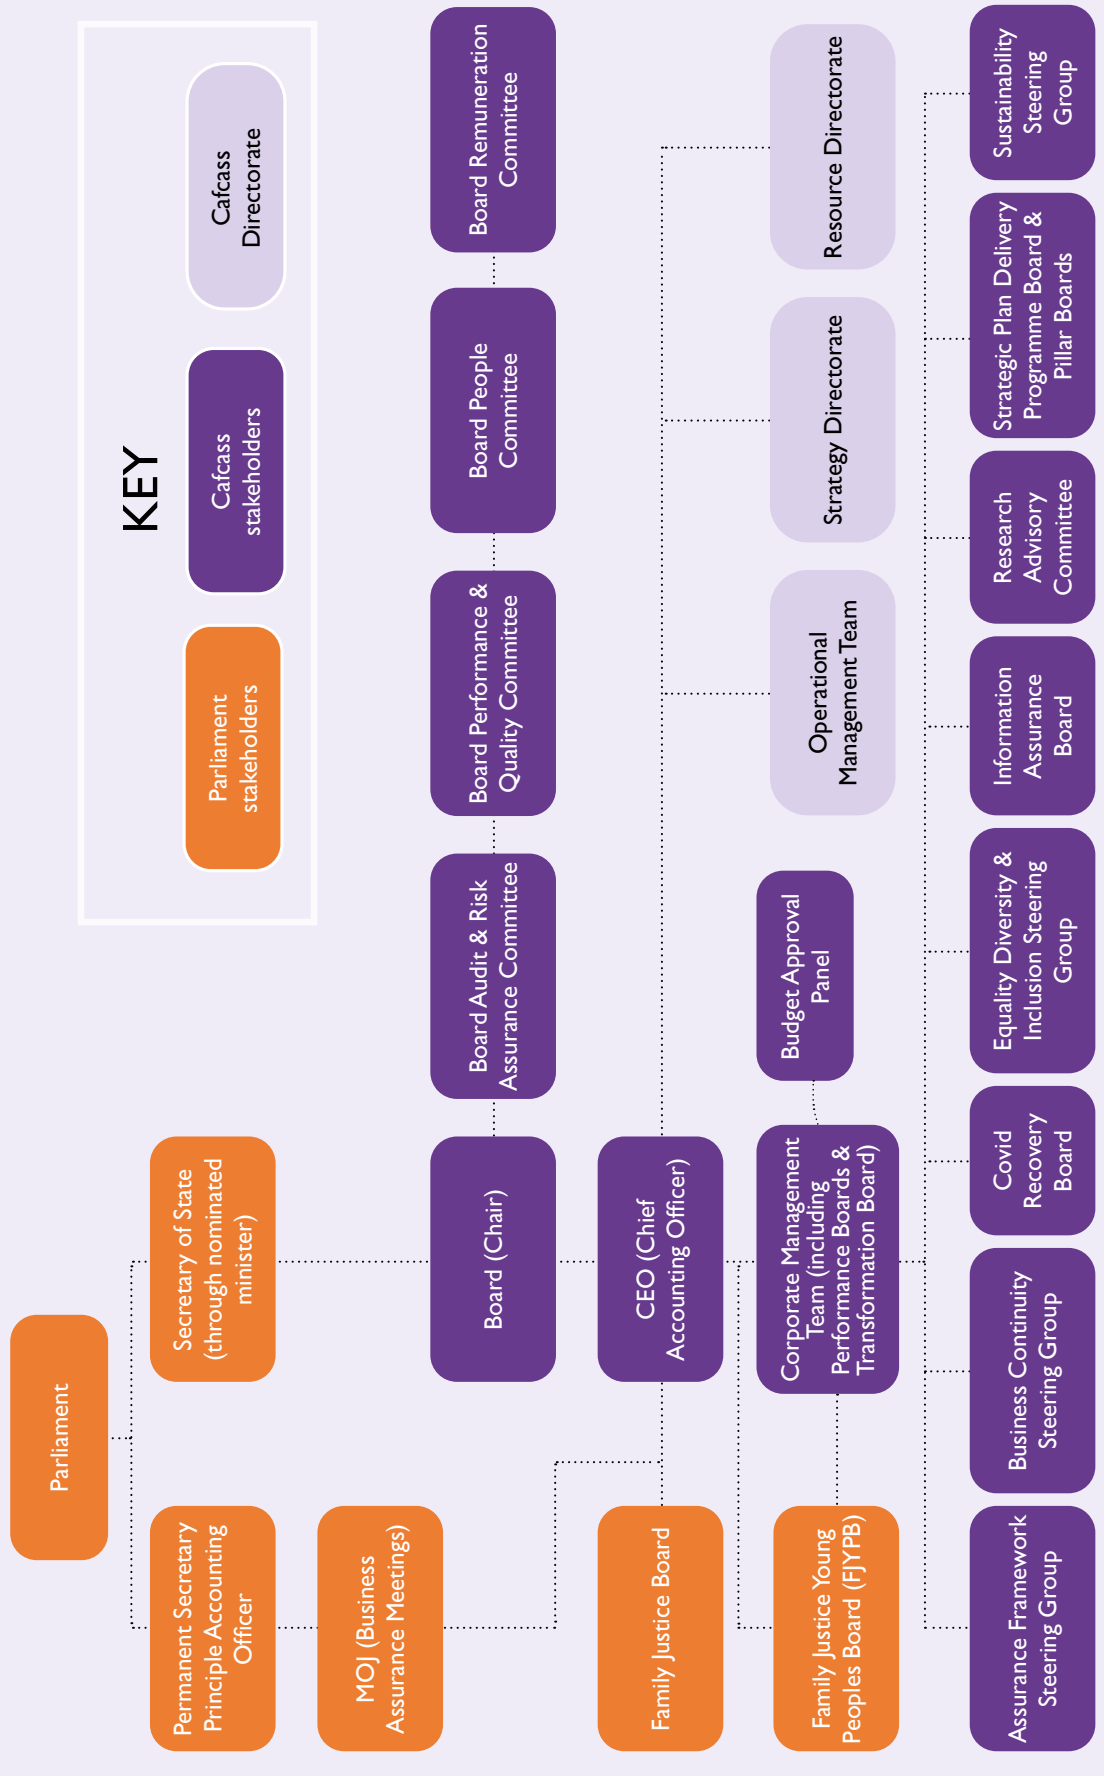 Parliament
KEY
Parliament
stakeholders
Cafcass
stakeholders
Cafcass
Directorate
Permanent Secretary
Principle Accounting
Officer
Secretary of State
(through nominated
minister)
MOJ (Business
Assurance Meetings)
Board (Chair)
Board Audit & Risk
Assurance Committee
Board Performance &
Quality Committee
Board People
Committee
Board Remuneration
Committee
Family Justice Board
CEO (Chief
Accounting Officer)
Family Justice Young
Peoples Board (FJYPB)
Corporate Management
Team (including
Performance Boards &
Transformation Board)
Budget Approval
Panel
Operational
Management Team
Strategy Directorate
Resource Directorate
Assurance Framework
Steering Group
Business Continuity
Steering Group
Covid
Recovery
Board
Equality Diversity &
Inclusion Steering
Group
Information
Assurance
Board
Research
Advisory
Committee
Strategic Plan Delivery
Programme Board &
Pillar Boards
Sustainability
Steering
Group